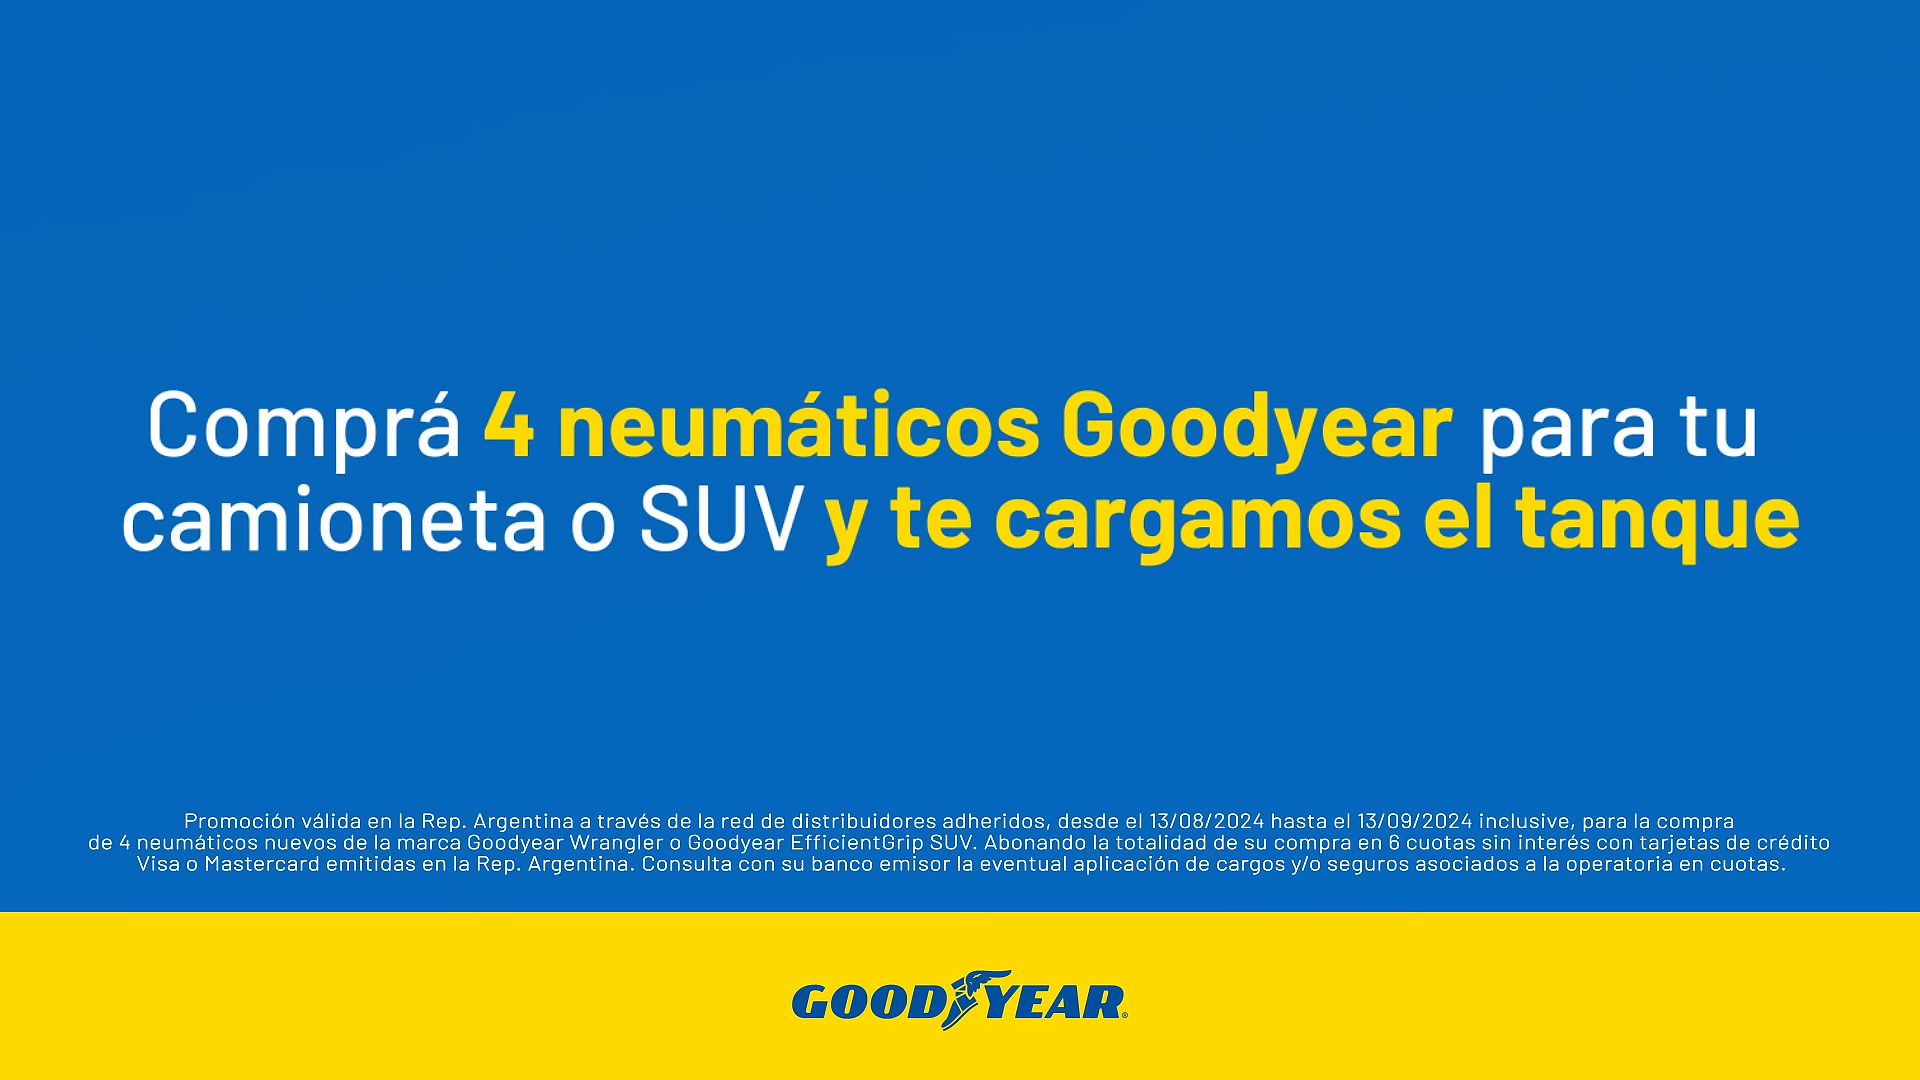 Comprá 4 neumáticos Goodyear para tu
camioneta o SUV y te cargamos el tanque
Promoción válida en la Rep. Argentina a través de la red de distribuidores adheridos, desde el 13/08/2024 hasta el 13/09/2024 inclusive, para la compra
de 4 neumáticos nuevos de la marca Goodyear Wrangler o Goodyear EfficientGrip SUV. Abonando la totalidad de su compra en 6 cuotas sin interés con tarjetas de crédito
Visa o Mastercard emitidas en la Rep. Argentina. Consulta con su banco emisor la eventual aplicación de cargos y/o seguros asociados a la operatoria en cuotas.
GOODYEAR®